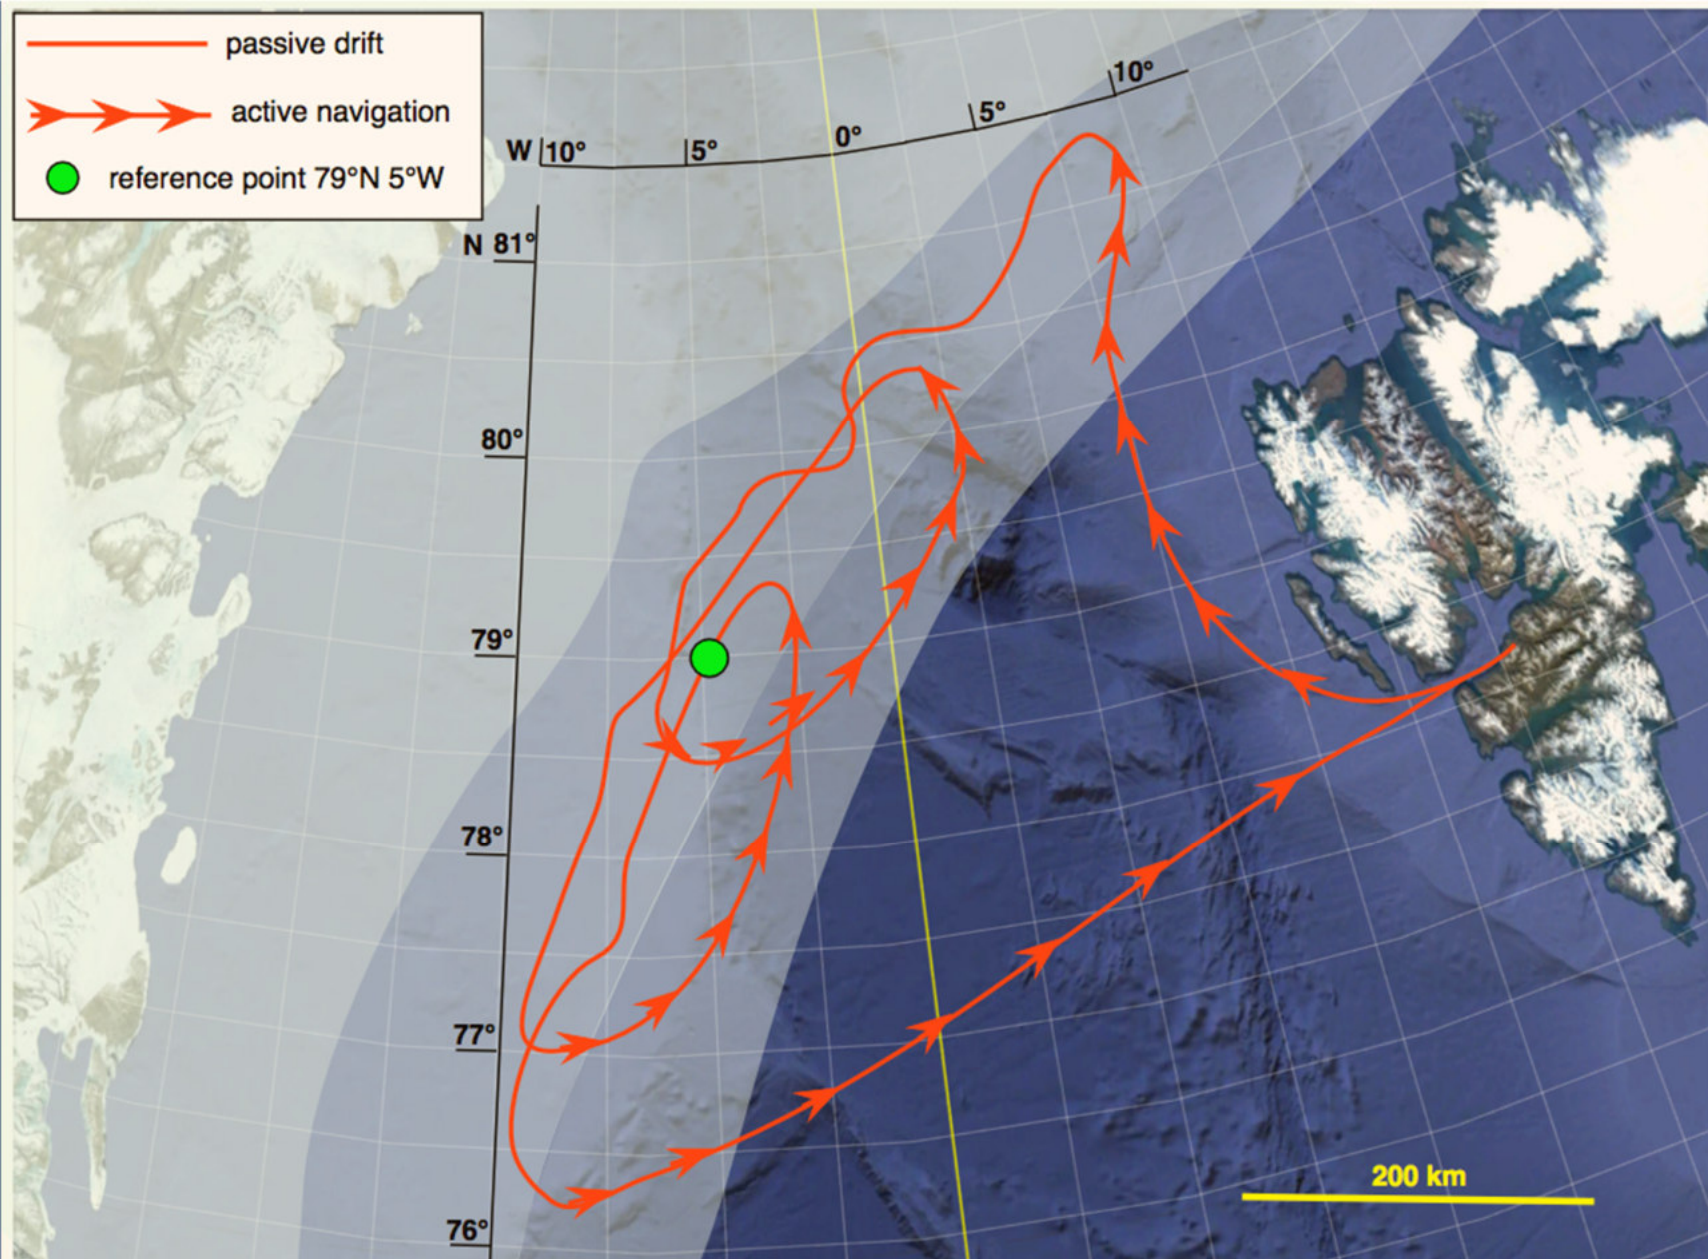 passive drift
active navigation
reference point 79°N 5°W
W 10° 5° 0° 5° 10°
N 81°
80°
79°
78°
77°
76°
200 km